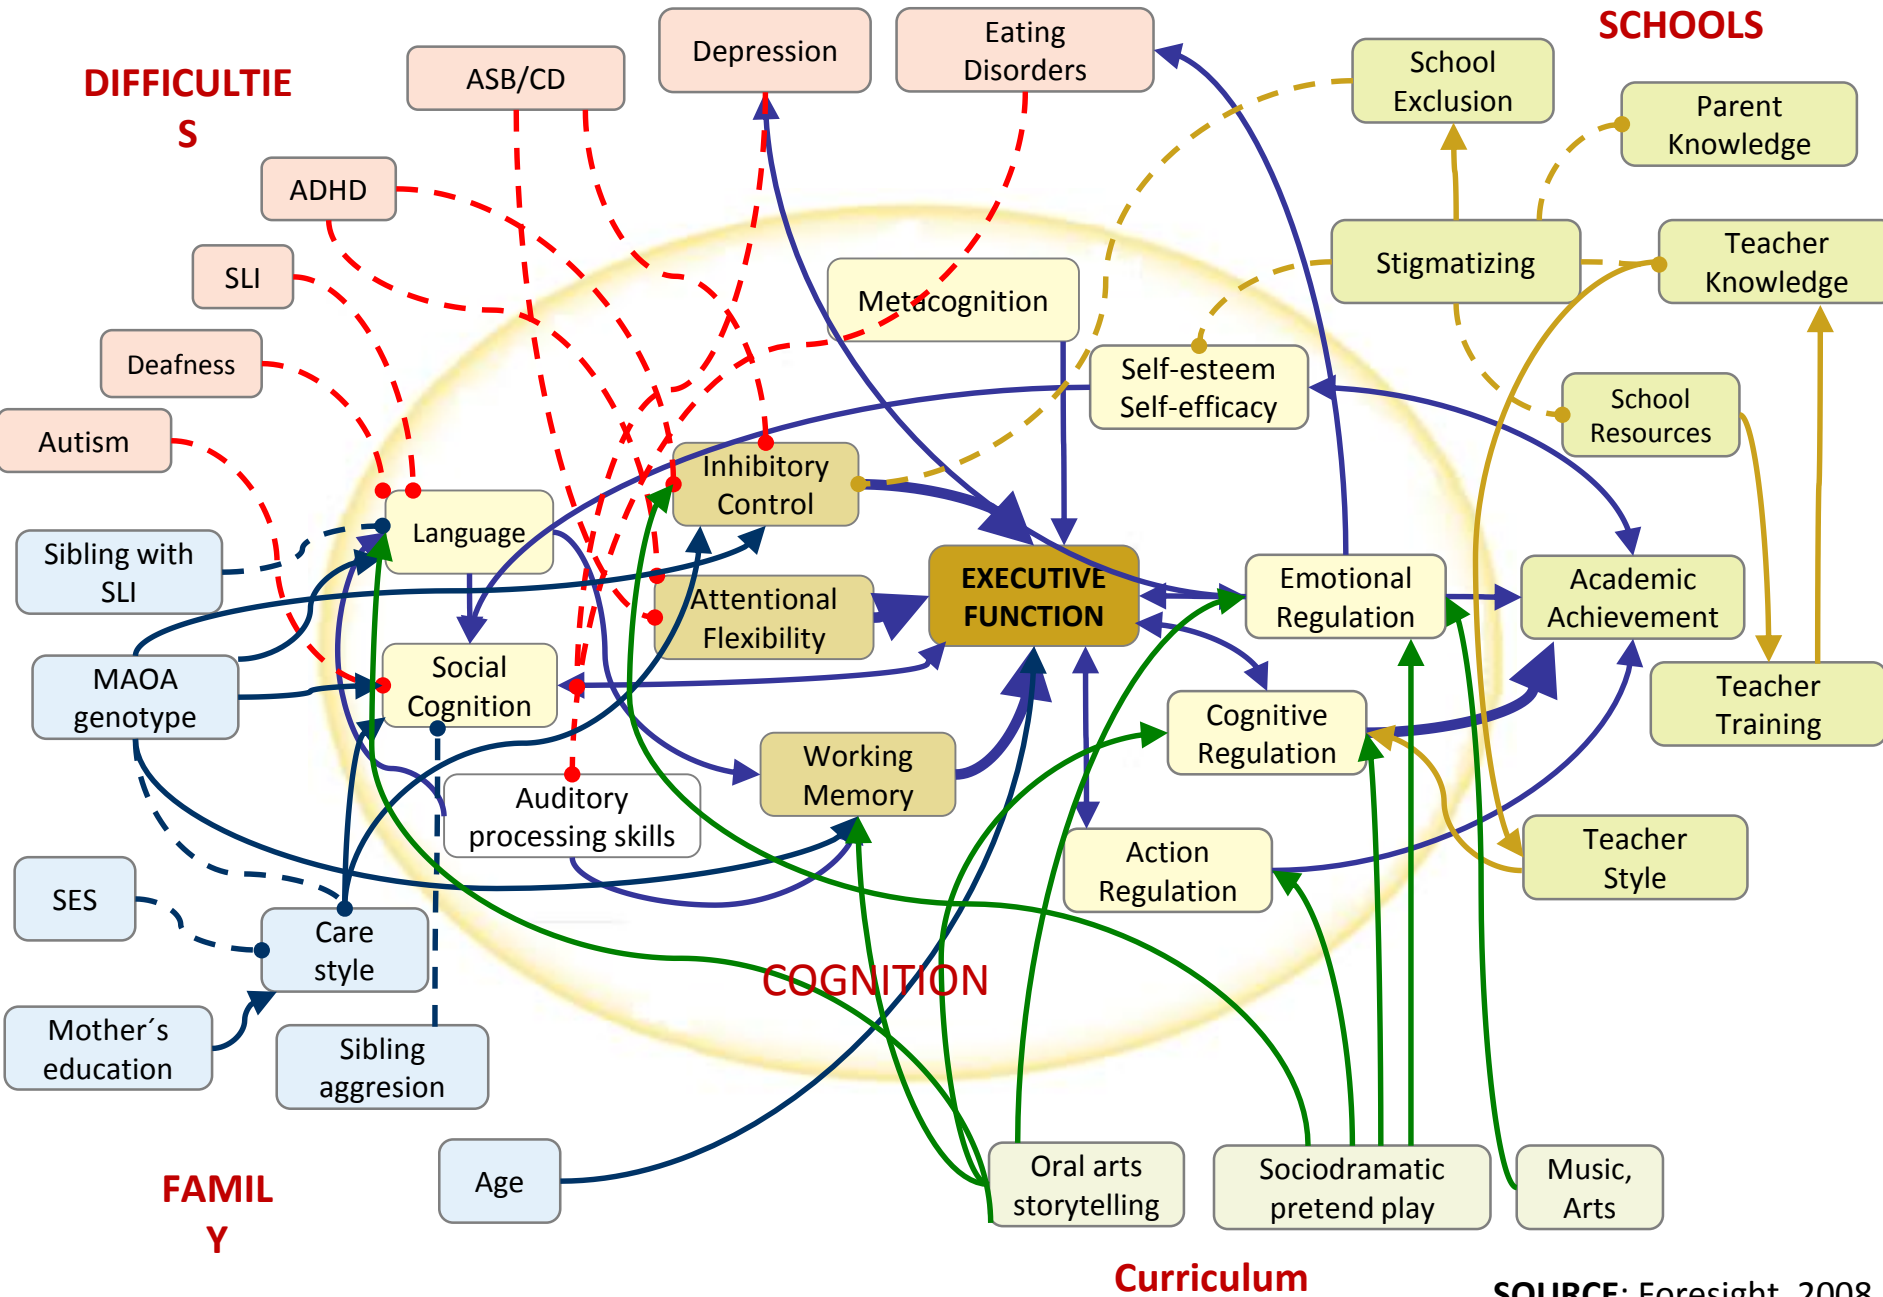 SCHOOLS
DIFFICULTIE
S
ASB/CD
Depression
Eating
Disorders
School
Exclusion
Parent
Knowledge
ADHD
SLI
Metacognition
Stigmatizing
Teacher
Knowledge
Deafness
Self-esteem
Self-efficacy
School
Resources
Autism
Inhibitory
Control
Language
Sibling with
SLI
Attentional
Flexibility
EXECUTIVE
FUNCTION
Emotional
Regulation
Academic
Achievement
MAOA
genotype
Social
Cognition
Cognitive
Regulation
Teacher
Training
Working
Memory
Auditory
processing skills
Action
Regulation
Teacher
Style
SES
Care
style
COGNITION
Mother´s
education
Sibling
aggresion
Age
Oral arts
storytelling
Sociodramatic
pretend play
Music,
Arts
FAMIL
Y
Curriculum
SOURCE: Foresight, 2008